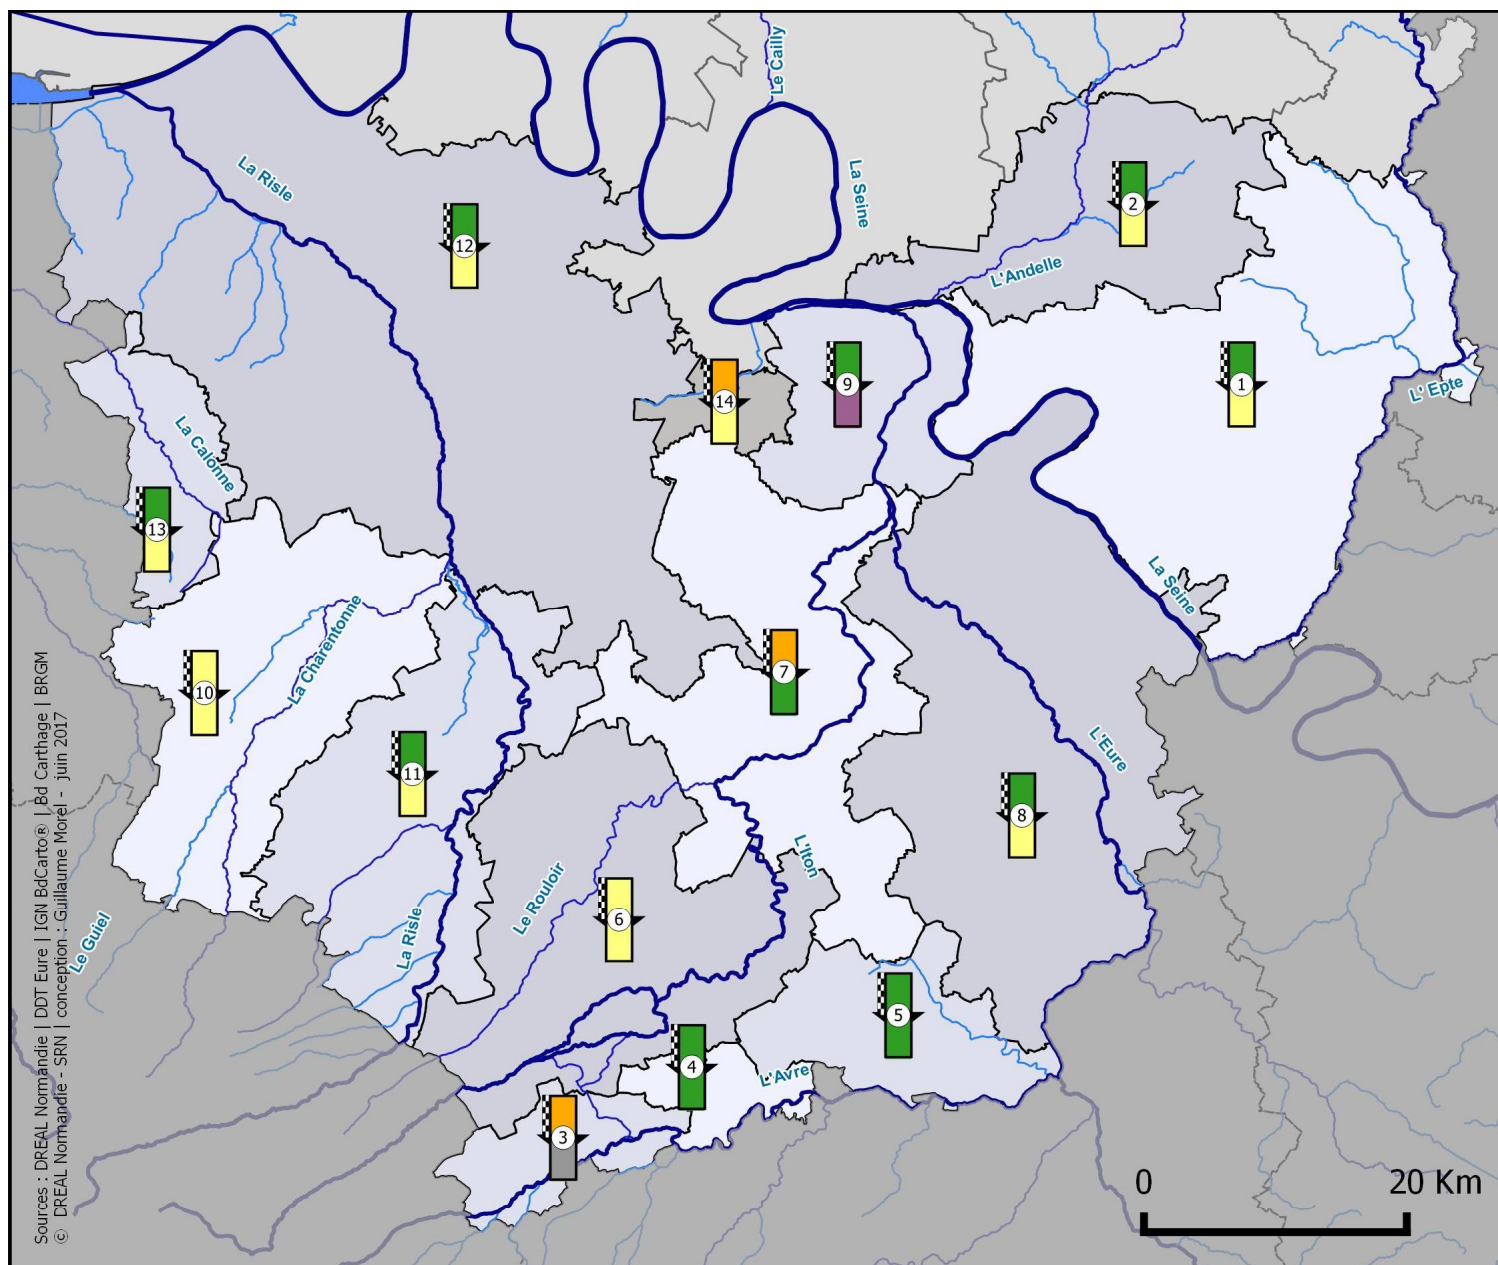 Le Cailly
La Risle
La Seine
2
12
L'Andelle
9
1
14
L' Epte
La Calonne
13
La Seine
La Charentonne
7
10
11
L'Eure
8
L'Iton
Le Rouloir
6
La Risle
Le Guiel
5
4
L'Avre
3
0 20 Km
Sources : DREAL Normandie | DDT Eure | IGN BdCarto® | Bd Carthage | BRGM
© DREAL Normandie - SRN | conception : Guillaume Morel - juin 2017